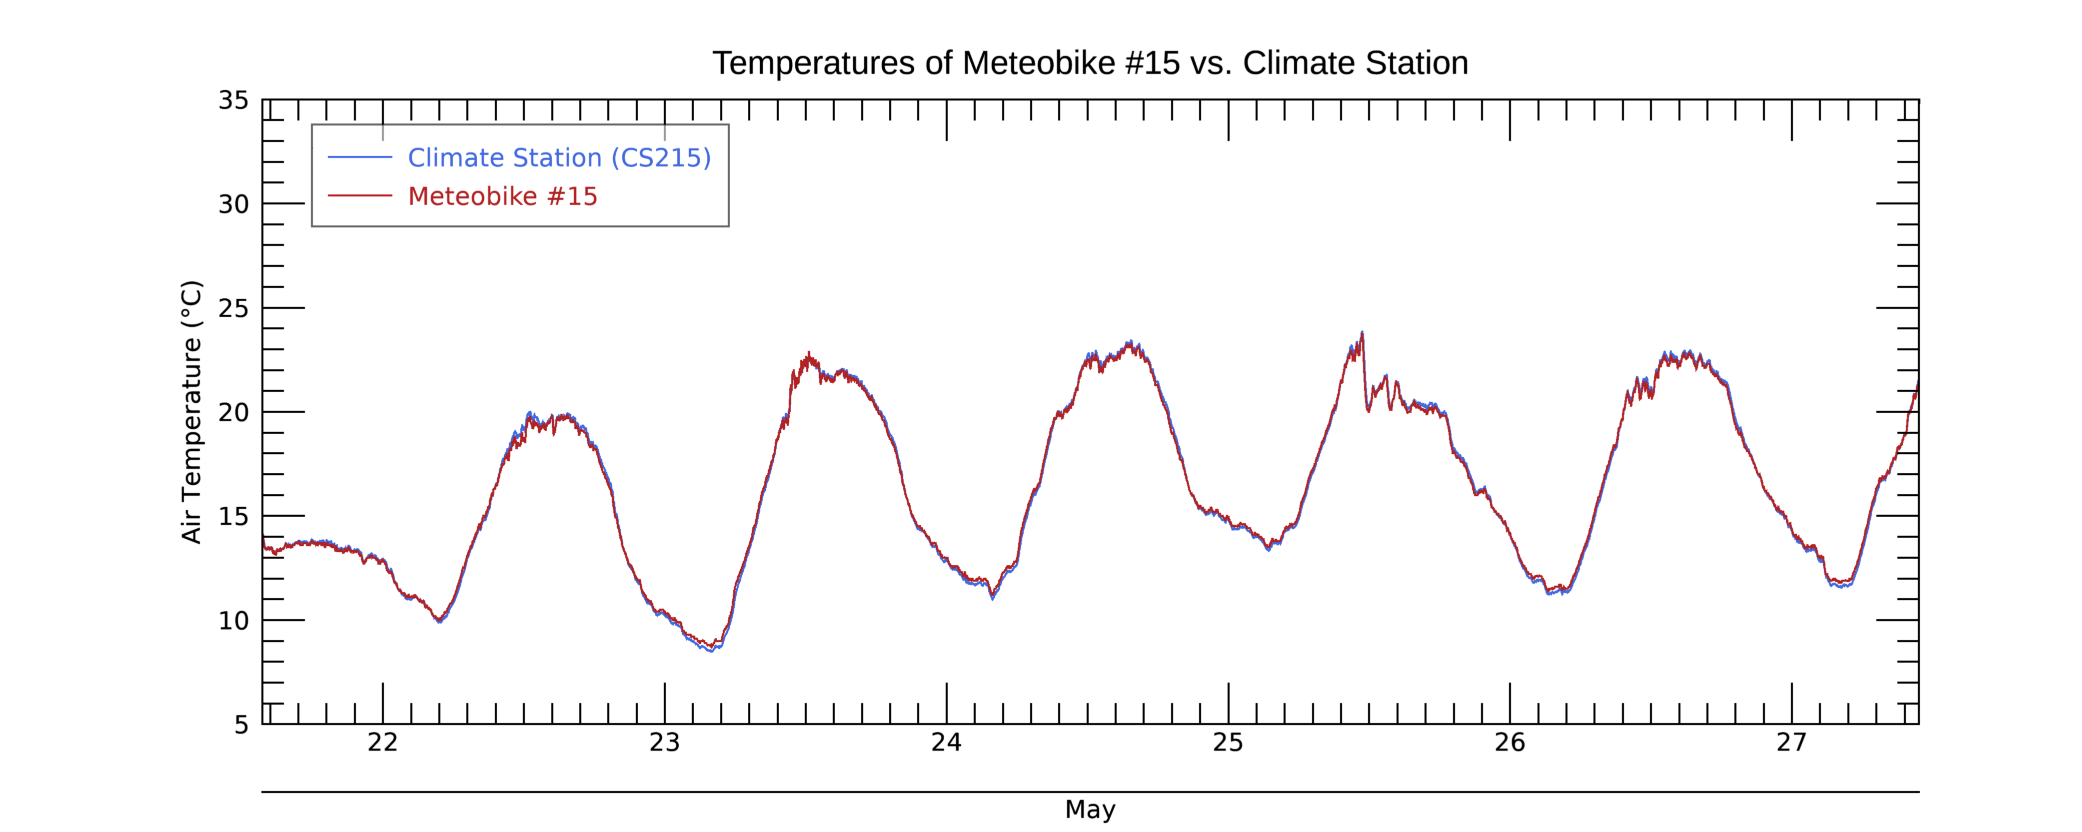 Temperatures of Meteobike #15 vs. Climate Station
35
30
25
20
15
10
5
Air Temperature (°C)
Climate Station (CS215)
Meteobike #15
22 23 24 25 26 27
May